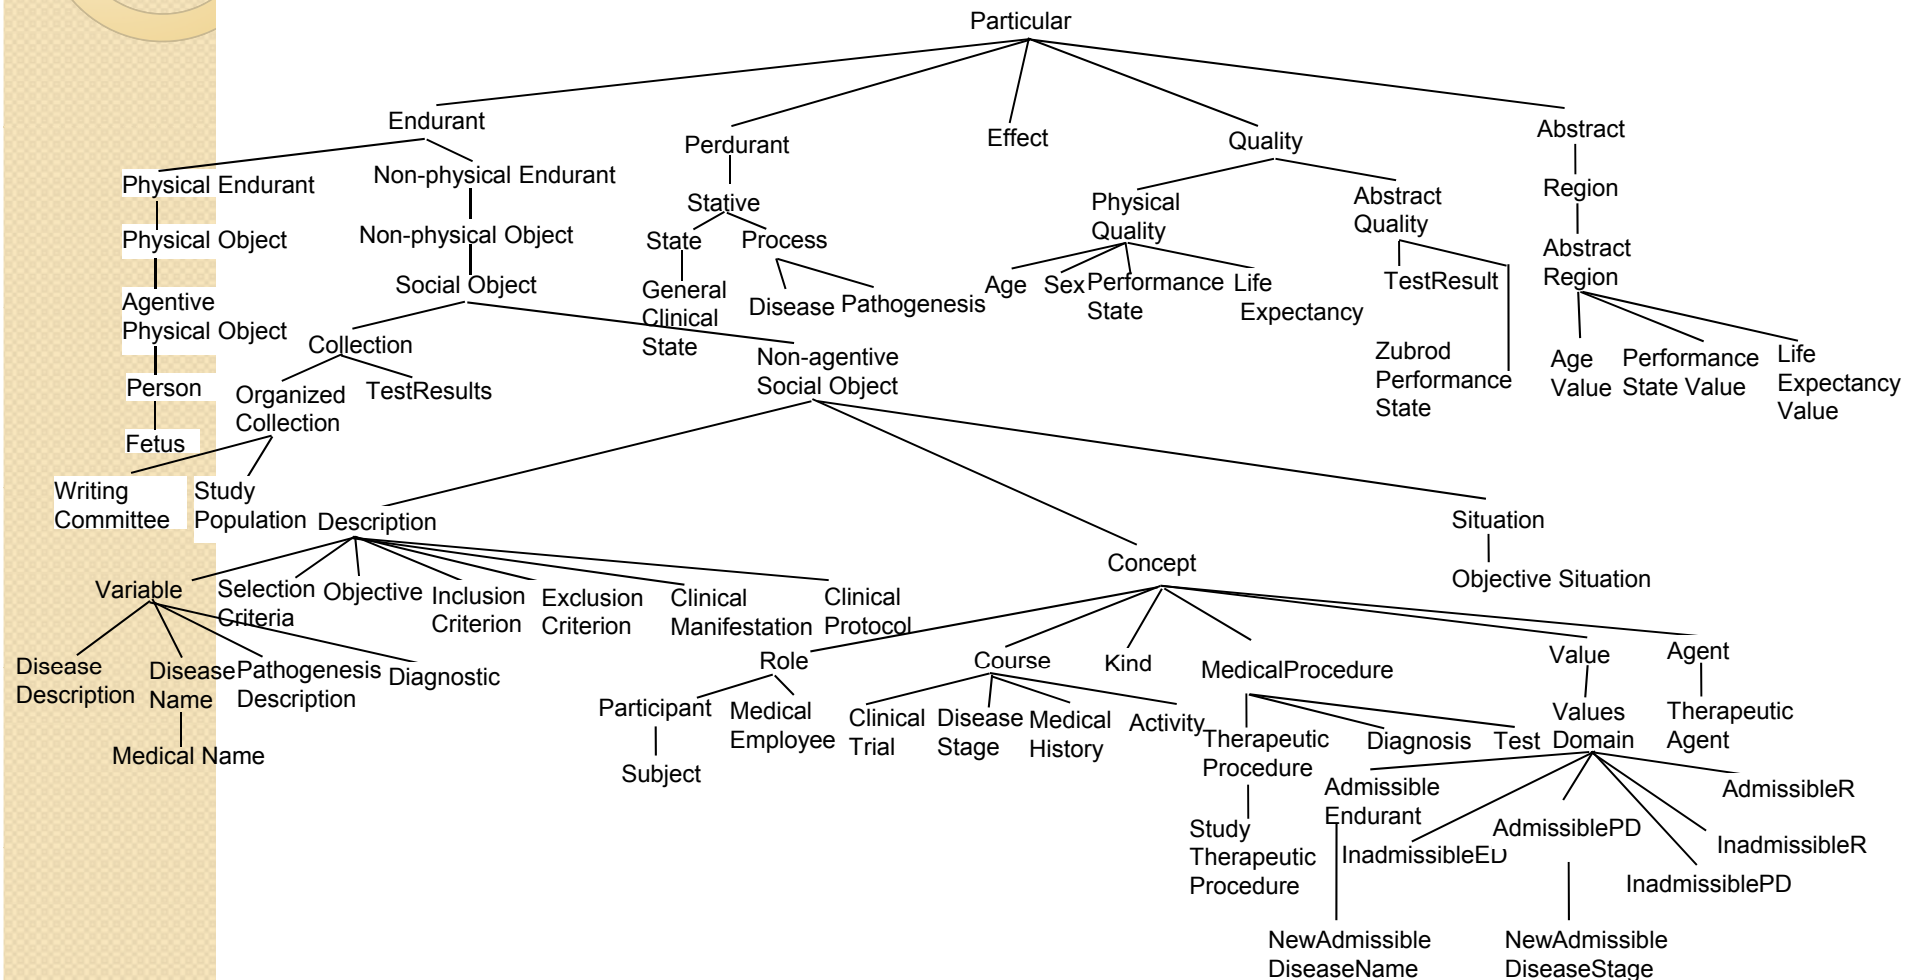 Particular
Endurant
Perdurant
Effect
Quality
Abstract
Physical Endurant
Non-physical Endurant
Stative
Physical
Quality
Abstract
Quality
Region
Physical Object
Non-physical Object
State
Process
Abstract
Region
Agentive
Physical Object
Social Object
General
Clinical
State
Disease
Pathogenesis
Age
Sex
Performance
State
Life
Expectancy
TestResult
Zubrod
Performance
State
Age
Value
Performance
State Value
Life
Expectancy
Value
Person
Collection
Non-agentive
Social Object
Organized
Collection
TestResults
Fetus
Writing
Committee
Study
Population
Description
Concept
Situation
Objective Situation
Variable
Selection
Criteria
Objective
Inclusion
Criterion
Exclusion
Criterion
Clinical
Manifestation
Clinical
Protocol
Disease
Description
Disease
Name
Pathogenesis
Description
Diagnostic
Medical Name
Role
Course
Kind
MedicalProcedure
Value
Agent
Participant
Medical
Employee
Clinical
Trial
Disease
Stage
Medical
History
Activity
Therapeutic
Procedure
Diagnosis
Test
Values
Domain
Therapeutic
Agent
Subject
Study
Therapeutic
Procedure
Admissible
Endurant
InadmissibleED
AdmissiblePD
AdmissibleR
InadmissibleR
InadmissiblePD
NewAdmissible
DiseaseName
NewAdmissible
DiseaseStage